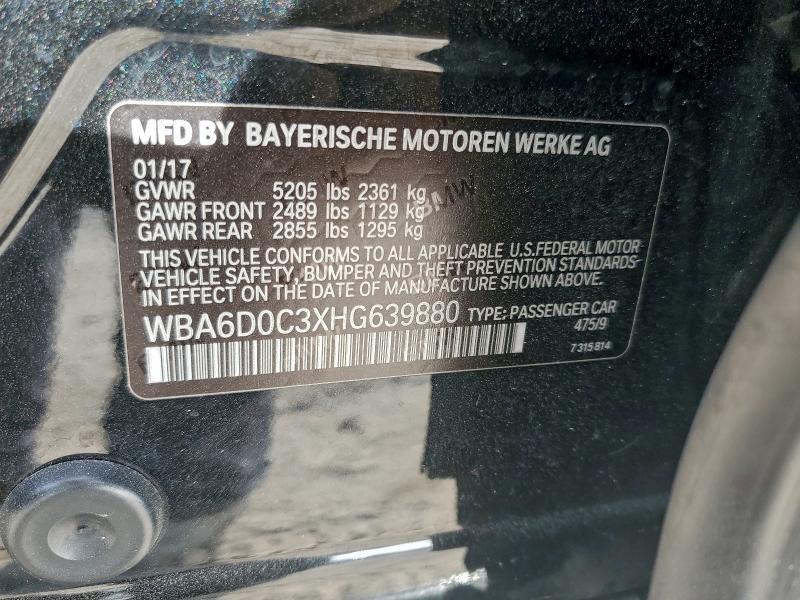 MFD BY BAYERISCHE MOTOREN WERKE AG
01/17
GVWR 5205 lbs 2361 kg
GAWR FRONT 2489 lbs 1129 kg
GAWR REAR 2855 lbs 1295 kg
BMW
THIS VEHICLE CONFORMS TO ALL APPLICABLE U.S.FEDERAL MOTOR
VEHICLE SAFETY, BUMPER AND THEFT PREVENTION STANDARDS
IN EFFECT ON THE DATE OF MANUFACTURE SHOWN ABOVE.
WBA6D0C3XHG639880 TYPE: PASSENGER CAR
475/9
7315814